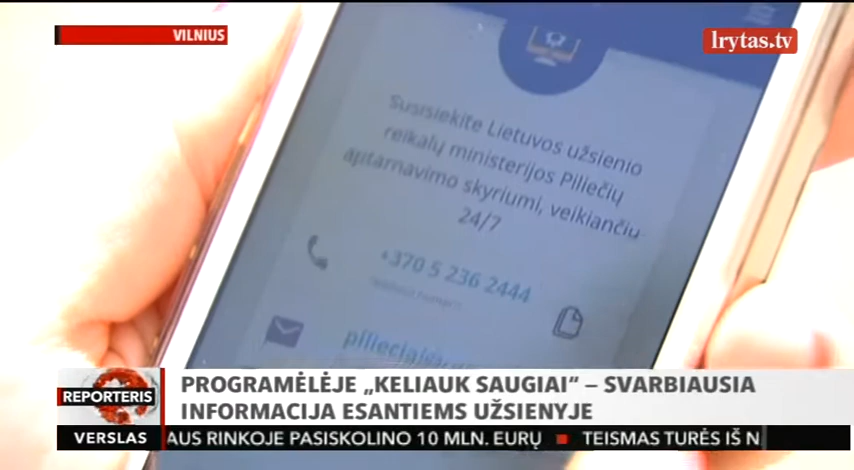 VILNIUS
lrytas.tv
Susisiekite Lietuvos užsienio
reikalų ministerijos Piliečių
aptarnavimo skyriumi, veikiančiu
24/7
+370 5 236 2444
REPORTERIS
PROGRAMĖLĖJE „KELIAUK SAUGIAI“ – SVARBIAUSIA
INFORMACIJA ESANTIEMS UŽSIENYJE
VERSLAS
AUS RINKOJE PASISKOLINO 10 MLN. EURŲ ■ TEISMAS TURĖS IŠ N